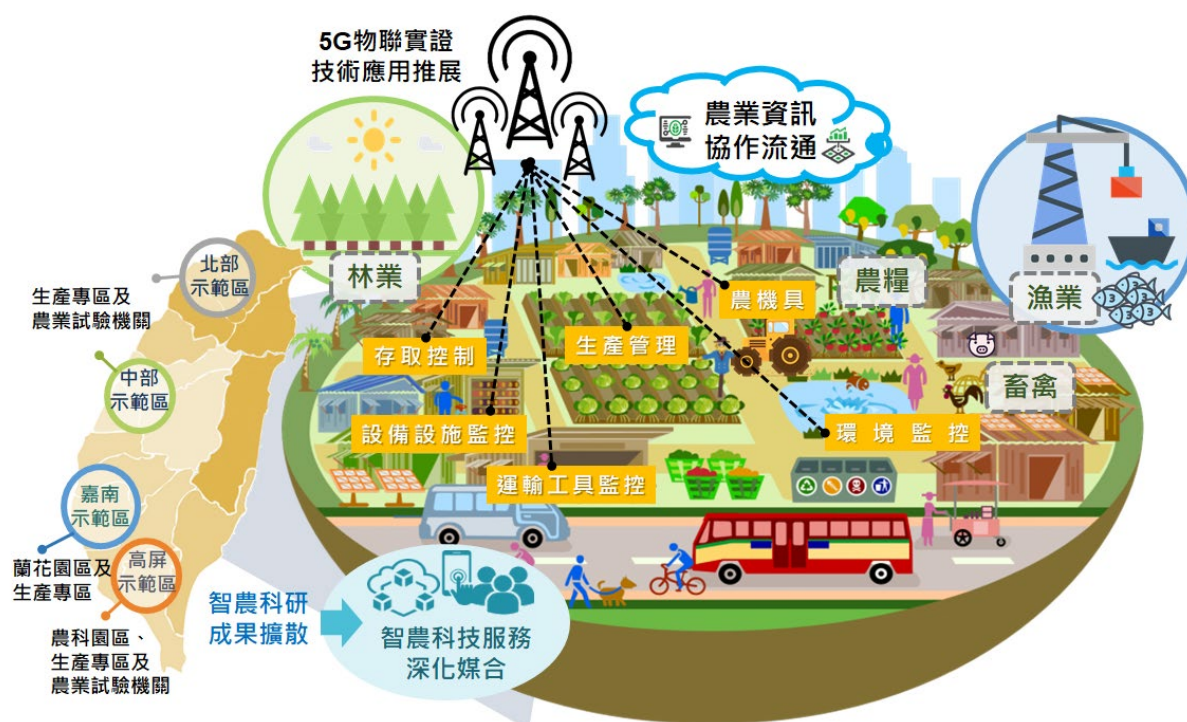 5G物聯實證
技術應用推展
農業資訊
協作流通
林業
農糧
漁業
畜禽
農機具
生產管理
存取控制
設備設施監控
環境監控
運輸工具監控
北部
示範區
生產專區及
農業試驗機關
中部
示範區
嘉南
示範區
蘭花園區及
生產專區
高屏
示範區
農科園區、
生產專區及
農業試驗機關
智農科研
成果擴散
智農科技服務
深化媒合